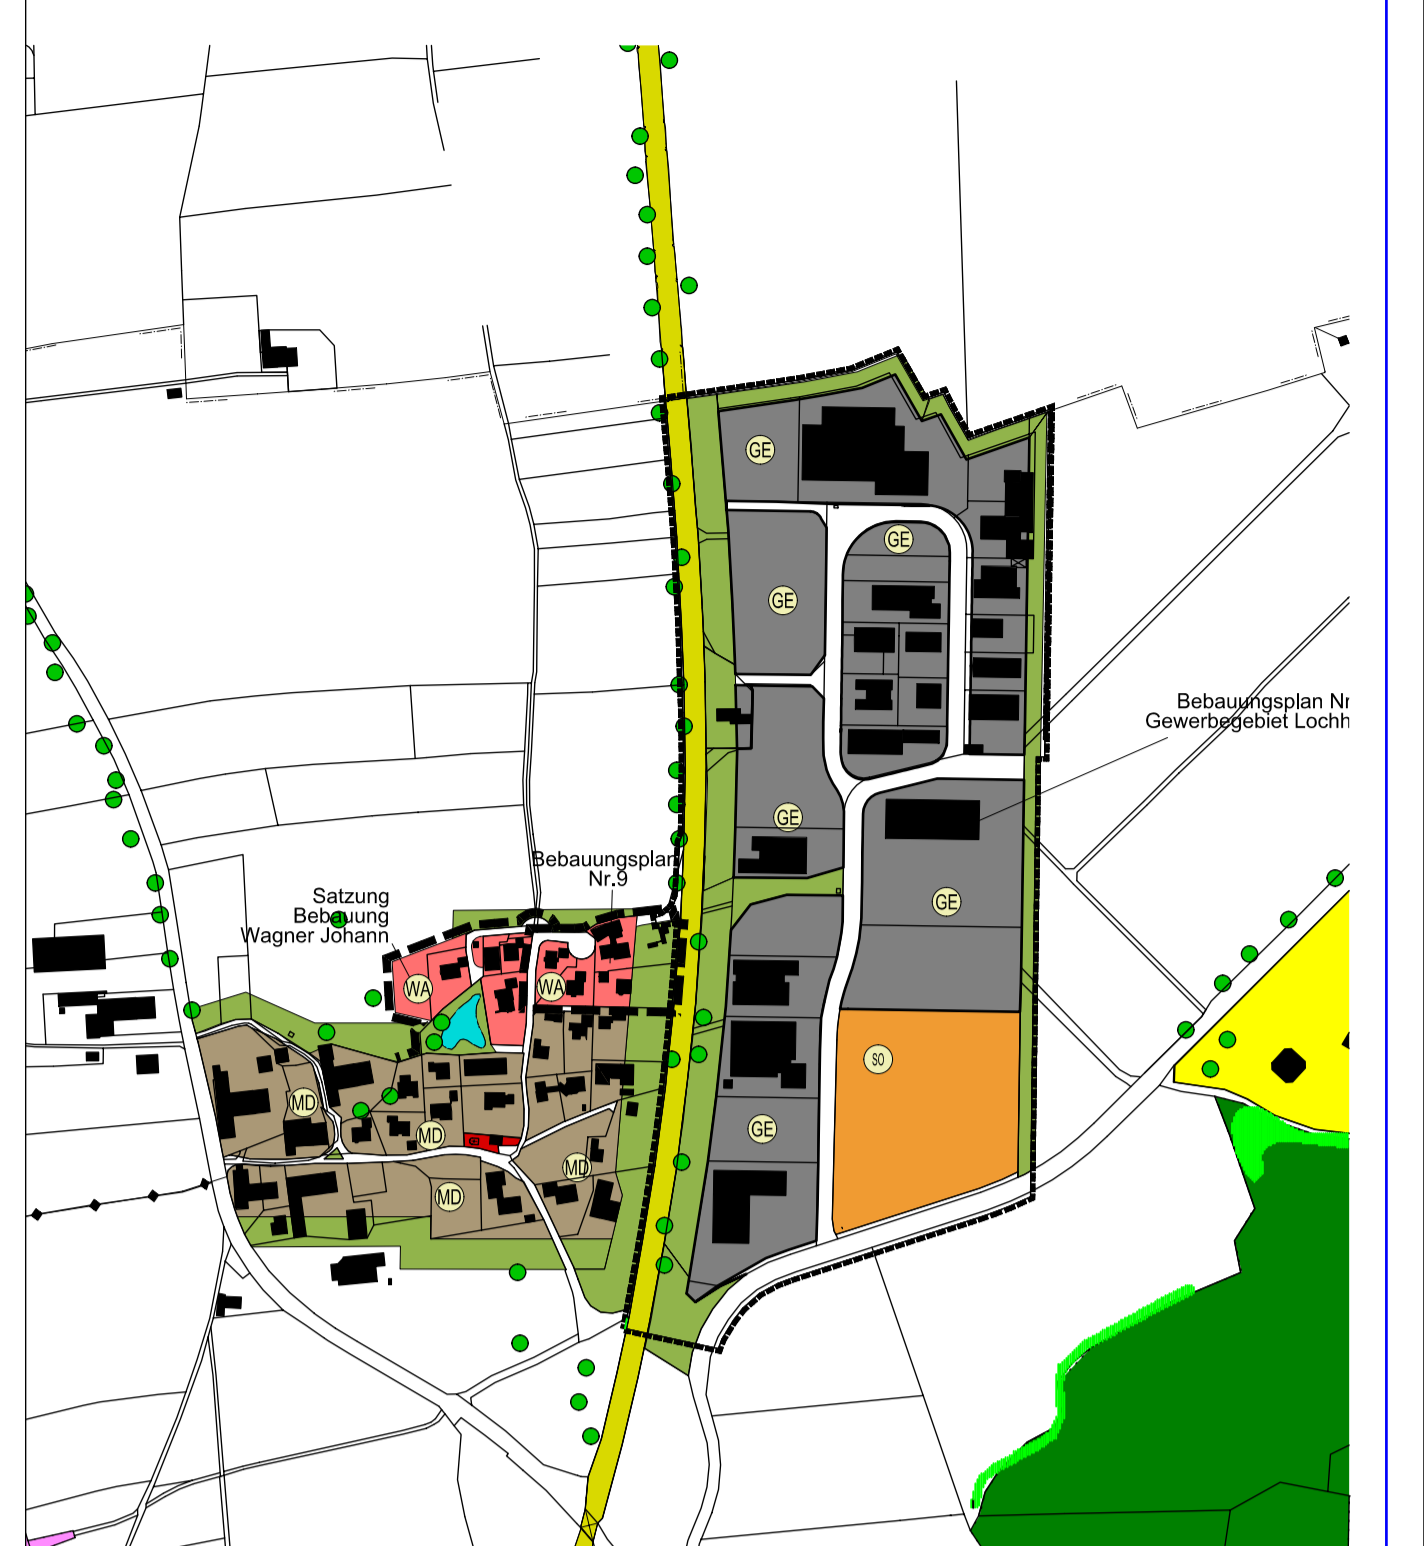 GE
GE
GE
Bebauungsplan Nr
Gewerbegebiet Lochh
GE
Bebauungsplan
Nr.9
Satzung
Bebauung
Wagner Johann
GE
WA
WA
SO
MD
MD
GE
MD
MD